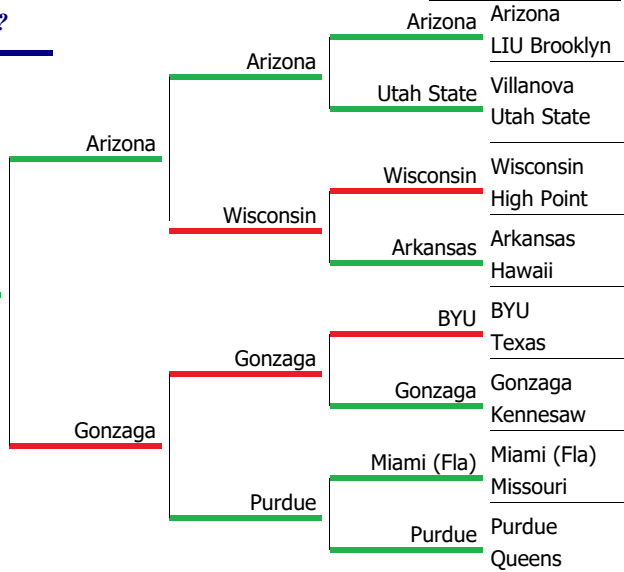 ?
Arizona
Arizona
LIU Brooklyn
Arizona
Utah State
Villanova
Utah State
Arizona
Wisconsin
Wisconsin
High Point
Wisconsin
Arkansas
Arkansas
Hawaii
BYU
BYU
Texas
Gonzaga
Gonzaga
Gonzaga
Kennesaw
Gonzaga
Miami (Fla)
Miami (Fla)
Missouri
Purdue
Purdue
Purdue
Queens